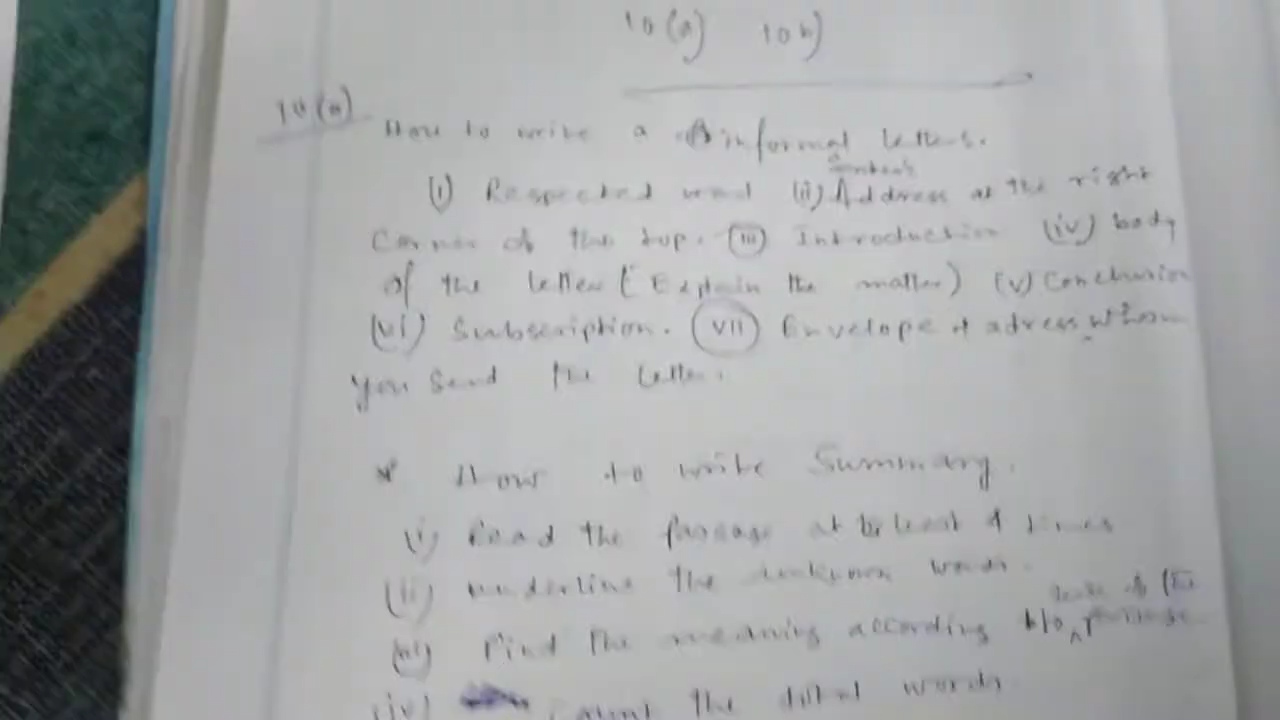 10(a) 10 b)
10(a)
How to write a informal letters.
sender's
(i) Respected word (ii) Address at the right
Corner of the top. (iii) Introduction (iv) body
of the letter (Explain the matter) (v) Conclusion
(vi) Subscription. (VII) Envelope & adress whom
you send the letter.
* How to write Summary.
(i) Read the passage at least 4 times
(ii) underline the unknown words.
(iii) Find the meaning according to
(iv) the words